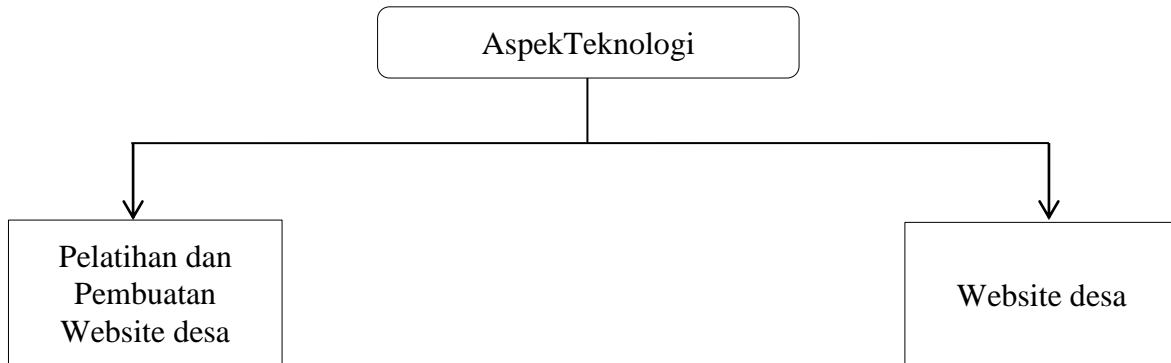 AspekTeknologi
Pelatihan dan
Pembuatan
Website desa
Website desa